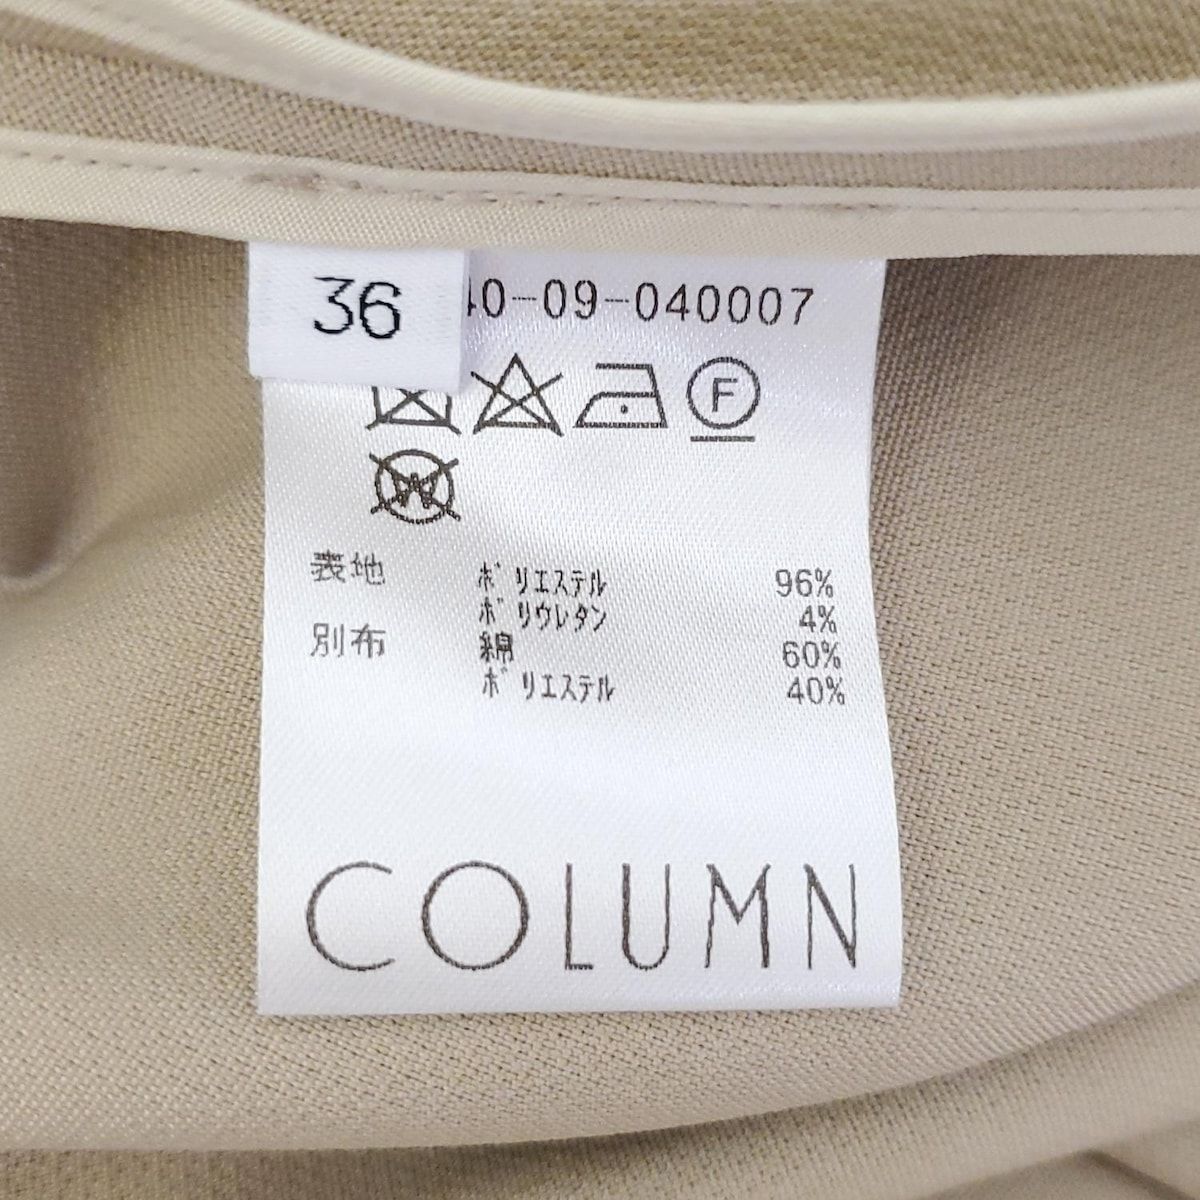 36
40-09-040007
F
W
表地 ポリエステル 96%
ポリウレタン 4%
別布 綿 60%
ポリエステル 40%
COLUMN